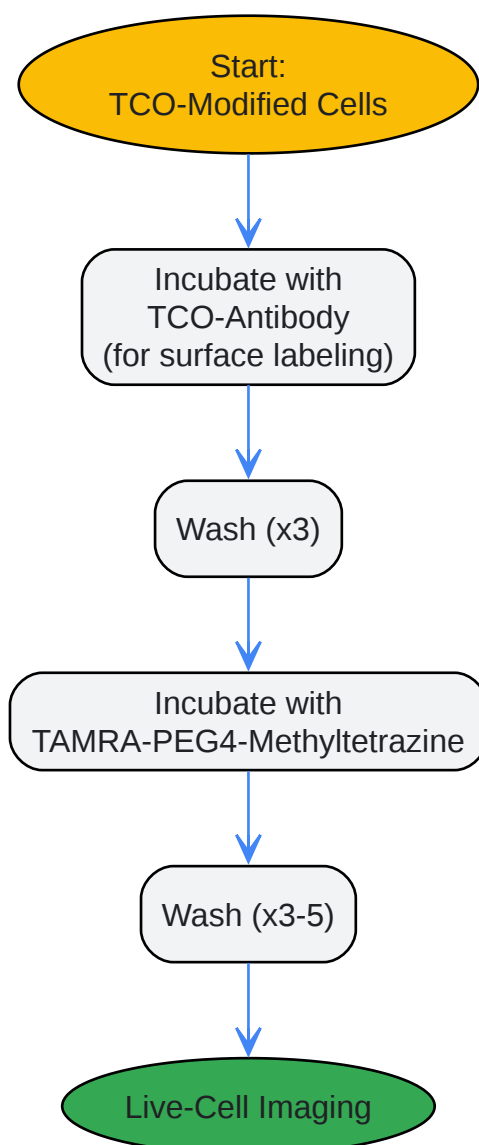 Start:
TCO-Modified Cells
Incubate with
TCO-Antibody
(for surface labeling)
Wash (x3)
Incubate with
TAMRA-PEG4-Methyltetrazine
Wash (x3-5)
Live-Cell Imaging